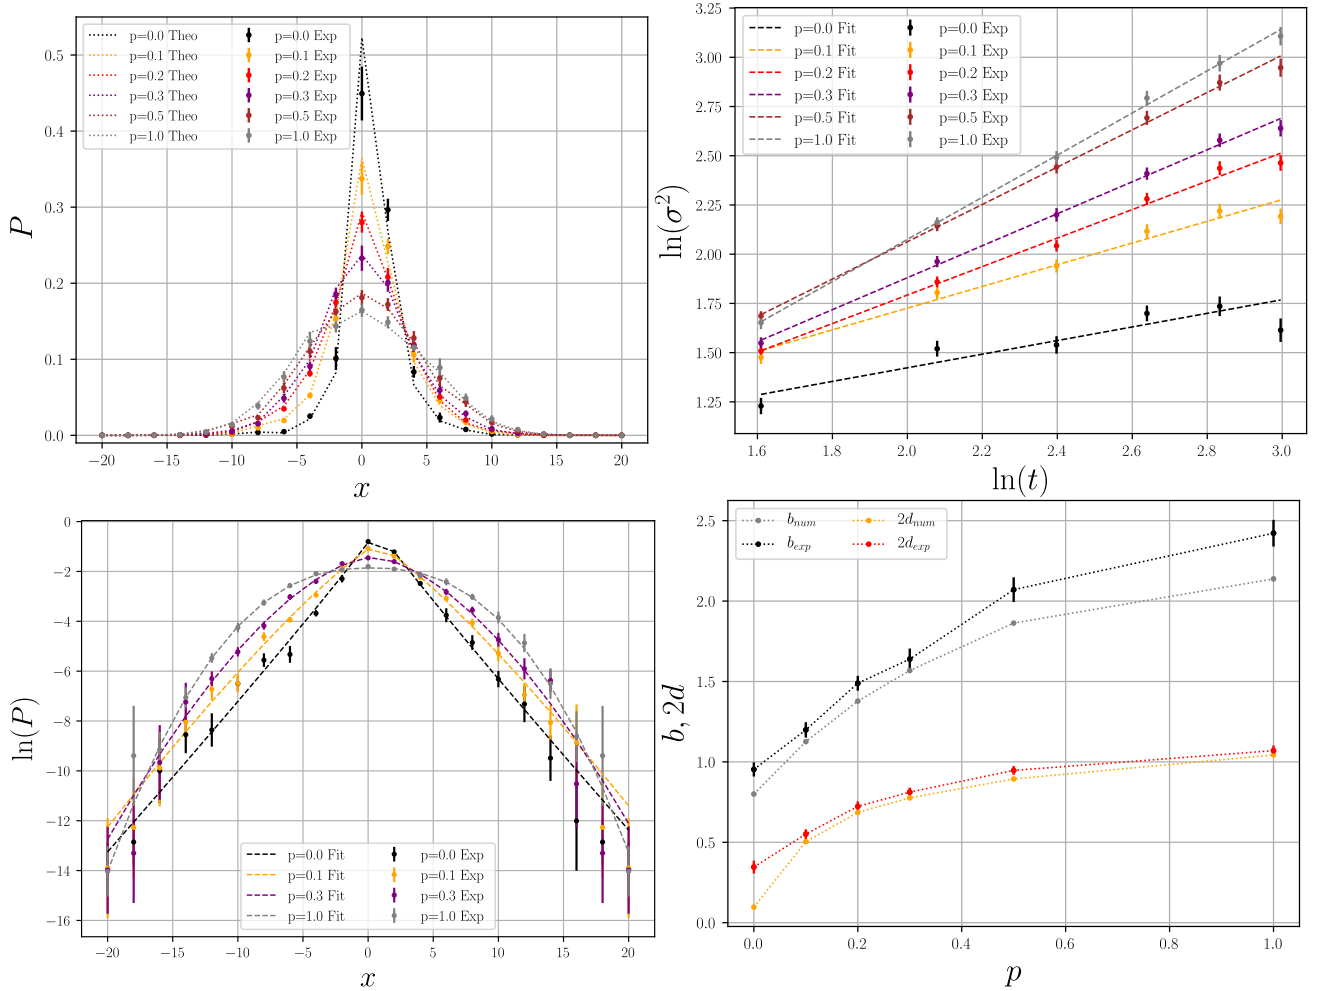 p=0.0 Theo p=0.0 Exp
p=0.1 Theo p=0.1 Exp
p=0.2 Theo p=0.2 Exp
p=0.3 Theo p=0.3 Exp
p=0.5 Theo p=0.5 Exp
p=1.0 Theo p=1.0 Exp
0.5
0.4
0.3
0.2
0.1
0.0
P
−20 −15 −10 −5 0 5 10 15 20
x
p=0.0 Fit p=0.0 Exp
p=0.1 Fit p=0.1 Exp
p=0.2 Fit p=0.2 Exp
p=0.3 Fit p=0.3 Exp
p=0.5 Fit p=0.5 Exp
p=1.0 Fit p=1.0 Exp
3.25
3.00
2.75
2.50
2.25
2.00
1.75
1.50
1.25
ln(σ²)
1.6 1.8 2.0 2.2 2.4 2.6 2.8 3.0
ln(t)
0
−2
−4
−6
−8
−10
−12
−14
−16
ln(P)
p=0.0 Fit p=0.0 Exp
p=0.1 Fit p=0.1 Exp
p=0.3 Fit p=0.3 Exp
p=1.0 Fit p=1.0 Exp
−20 −15 −10 −5 0 5 10 15 20
x
b_num 2d_num
b_exp 2d_exp
2.5
2.0
1.5
1.0
0.5
0.0
b, 2d
0.0 0.2 0.4 0.6 0.8 1.0
p